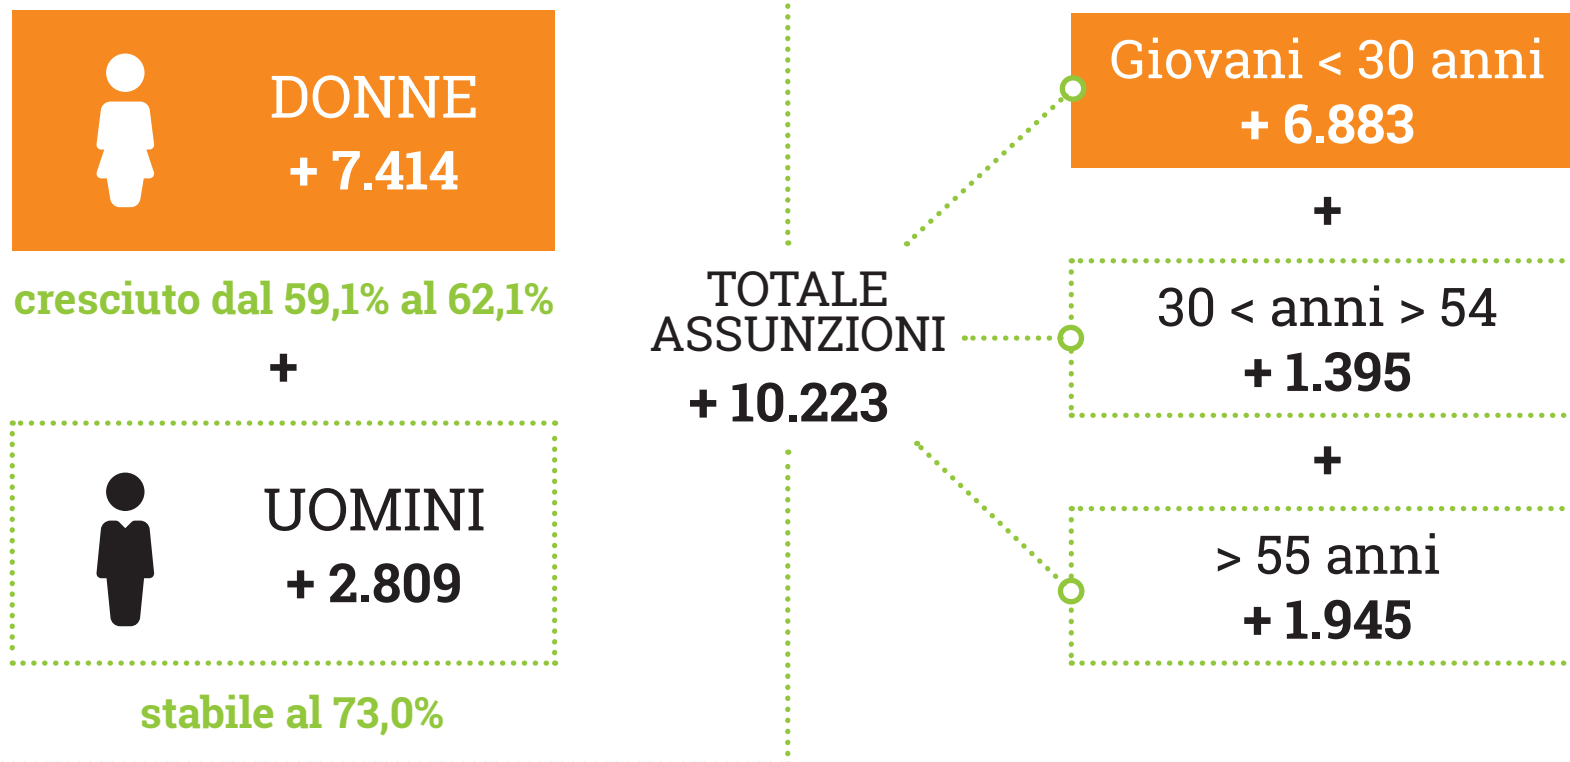 DONNE
+ 7.414
cresciuto dal 59,1% al 62,1%
+
UOMINI
+ 2.809
stabile al 73,0%
TOTALE
ASSUNZIONI
+ 10.223
Giovani < 30 anni
+ 6.883
+
30 < anni > 54
+ 1.395
+
> 55 anni
+ 1.945